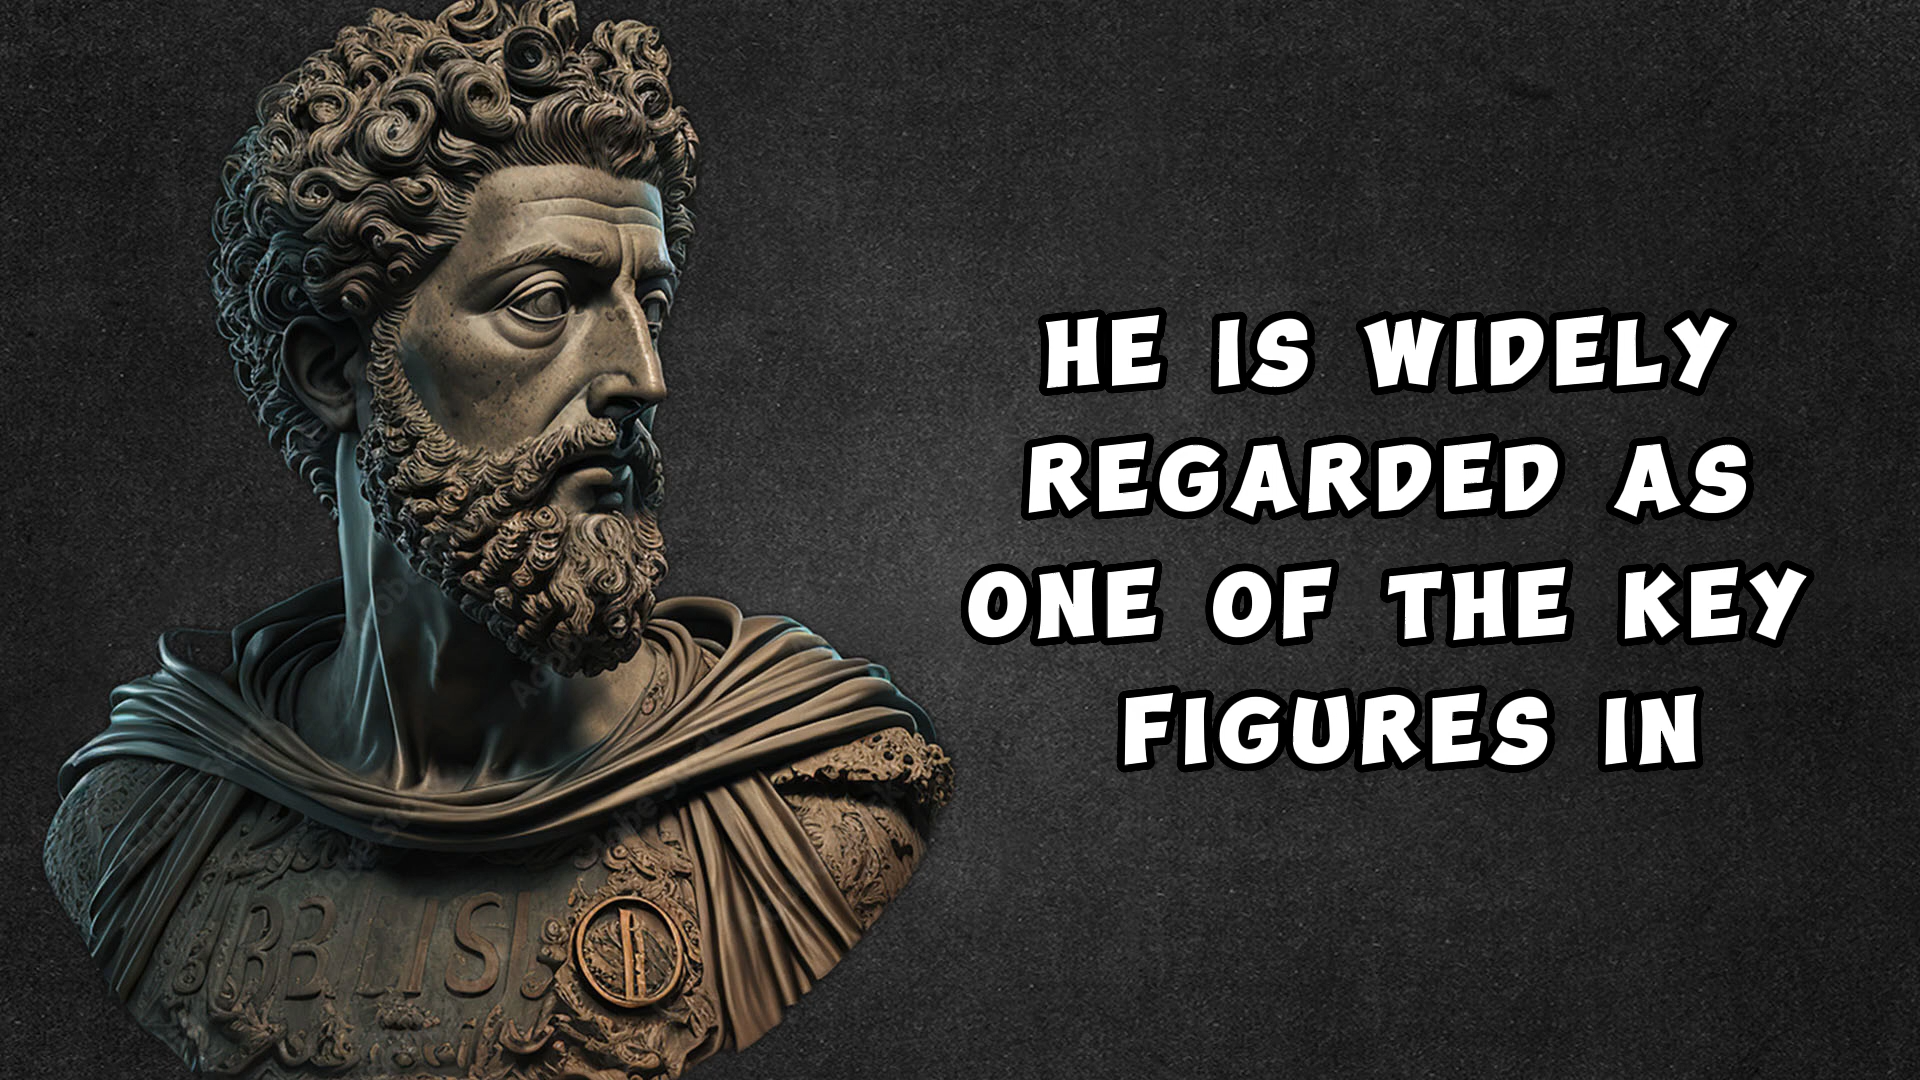 HE IS WIDELY
REGARDED AS
ONE OF THE KEY
FIGURES IN